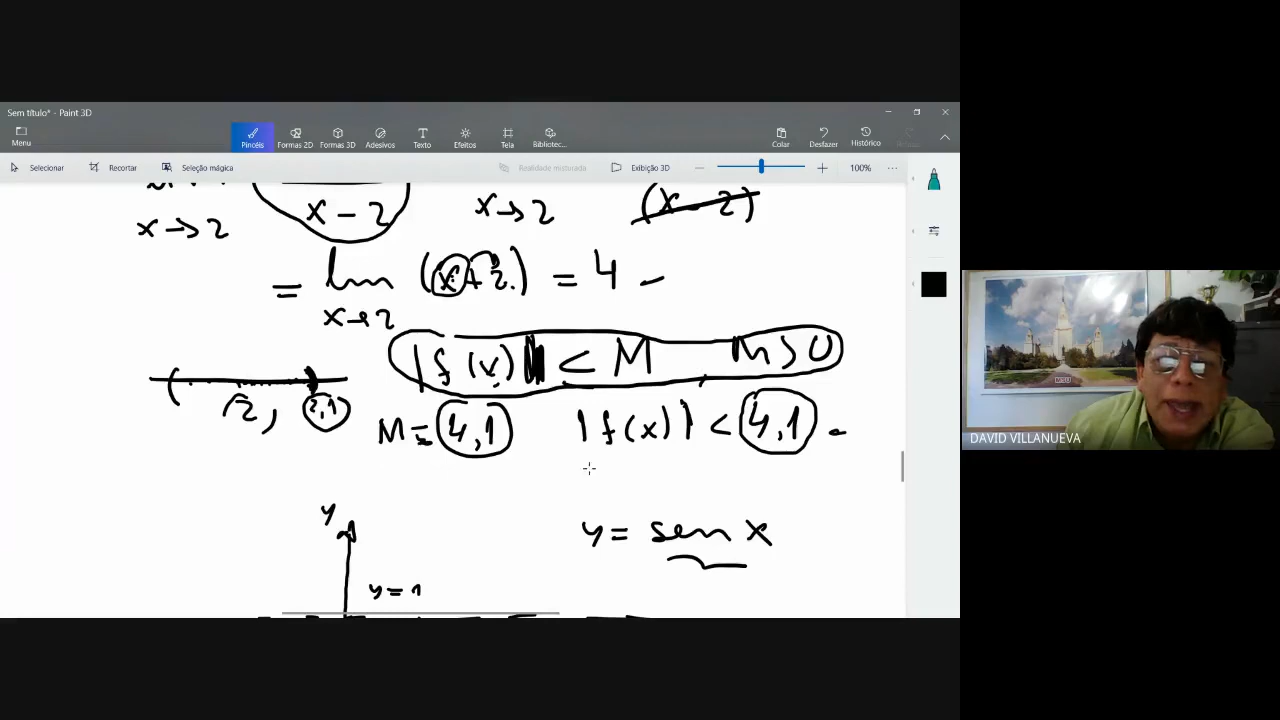 Sem título* - Paint 3D
Menu
Pincéis
Formas 2D
Formas 3D
Adesivos
Texto
Efeitos
Tela
Bibliotec...
Colar
Desfazer
Histórico
Selecionar
Recortar
Seleção mágica
Realidade misturada
Exibição 3D
100%
x - 2
x → 2
x → 2
(x - 2)
= lim (x + 2) = 4
x → 2
|f(x)| < M M > 0
2, 2,1
M = 4,1 |f(x)| < 4,1
y
y = sen x
y = 1
MSU
DAVID VILLANUEVA